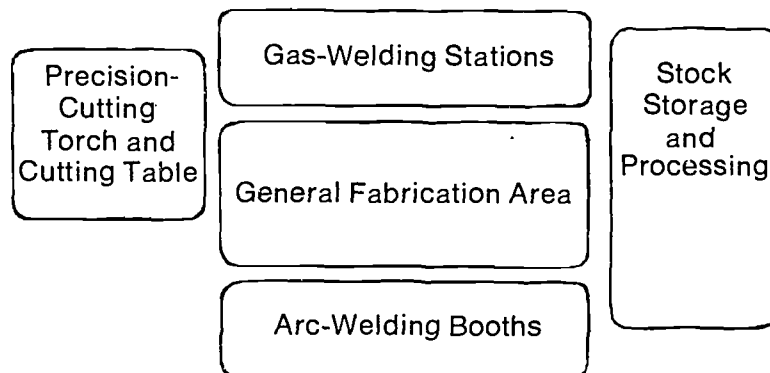 Precision-
Cutting
Torch and
Cutting Table
Gas-Welding Stations
General Fabrication Area
Arc-Welding Booths
Stock
Storage
and
Processing